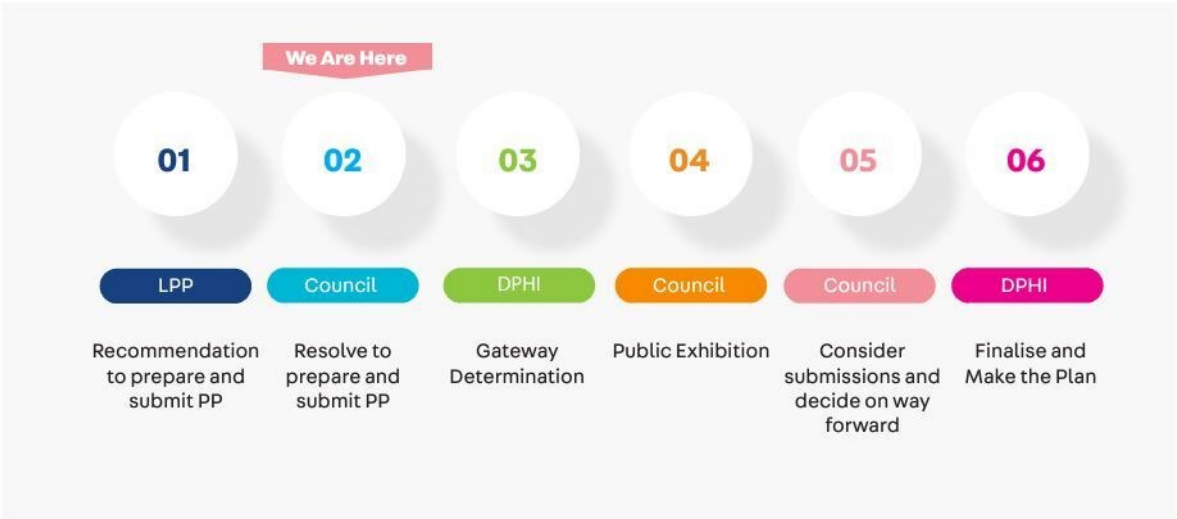 We Are Here
01
02
03
04
05
06
LPP
Council
DPHI
Council
Council
DPHI
Recommendation
to prepare and
submit PP
Resolve to
prepare and
submit PP
Gateway
Determination
Public Exhibition
Consider
submissions and
decide on way
forward
Finalise and
Make the Plan